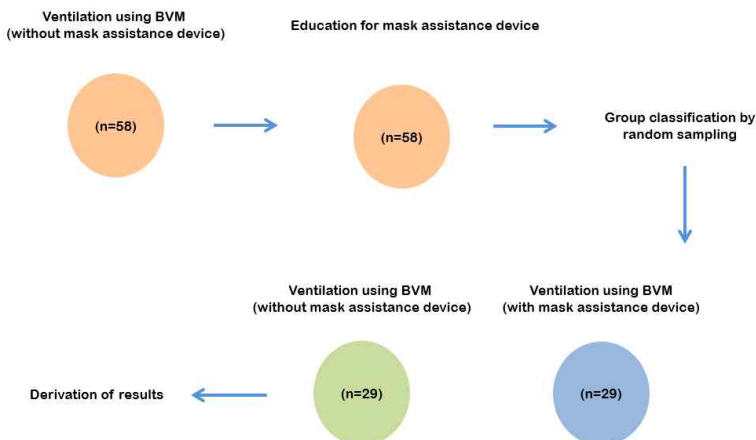 Ventilation using BVM
(without mask assistance device)
(n=58)
Education for mask assistance device
(n=58)
Group classification by
random sampling
Ventilation using BVM
(without mask assistance device)
(n=29)
Ventilation using BVM
(with mask assistance device)
(n=29)
Derivation of results